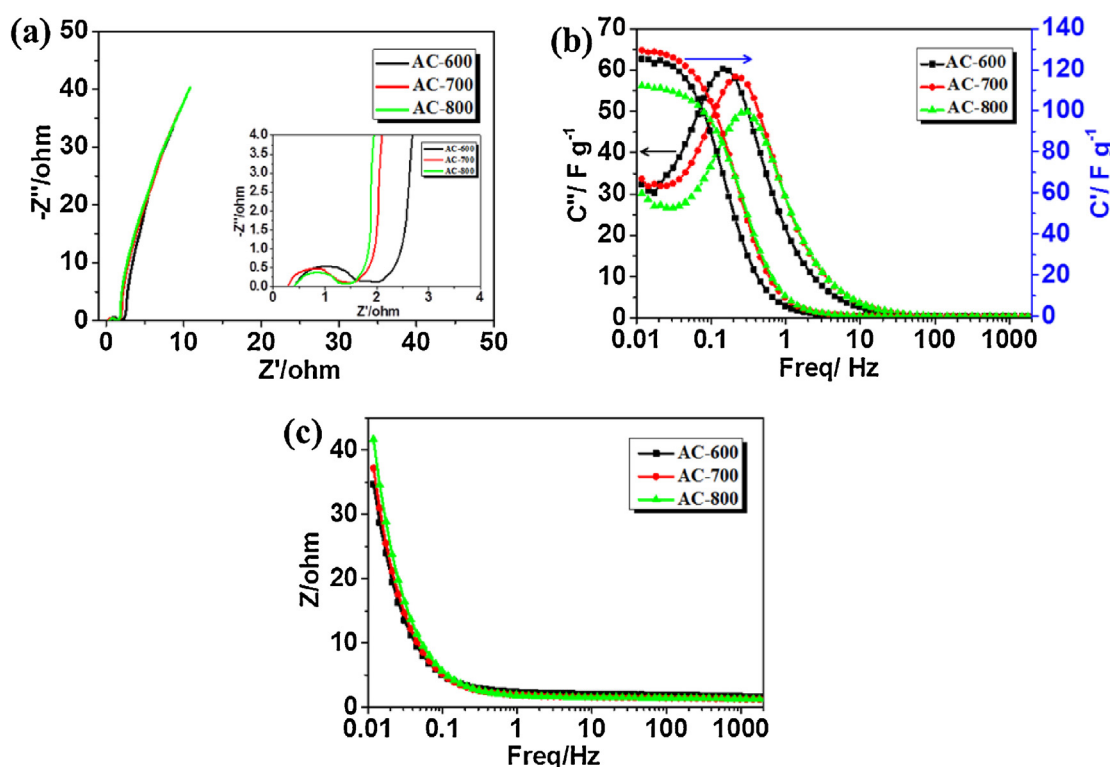 (a)
50
40
30
20
10
0
-Z''/ohm
0 10 20 30 40 50
Z'/ohm
AC-600
AC-700
AC-800
4.0
3.5
3.0
2.5
2.0
1.5
1.0
0.5
0.0
-Z''/ohm
0 1 2 3 4
Z'/ohm
AC-600
AC-700
AC-800
(b)
70
60
50
40
30
20
10
0
C''/ F g-1
140
120
100
80
60
40
20
0
C'/ F g-1
0.01 0.1 1 10 100 1000
Freq/ Hz
AC-600
AC-700
AC-800
(c)
40
30
20
10
0
Z/ohm
0.01 0.1 1 10 100 1000
Freq/Hz
AC-600
AC-700
AC-800